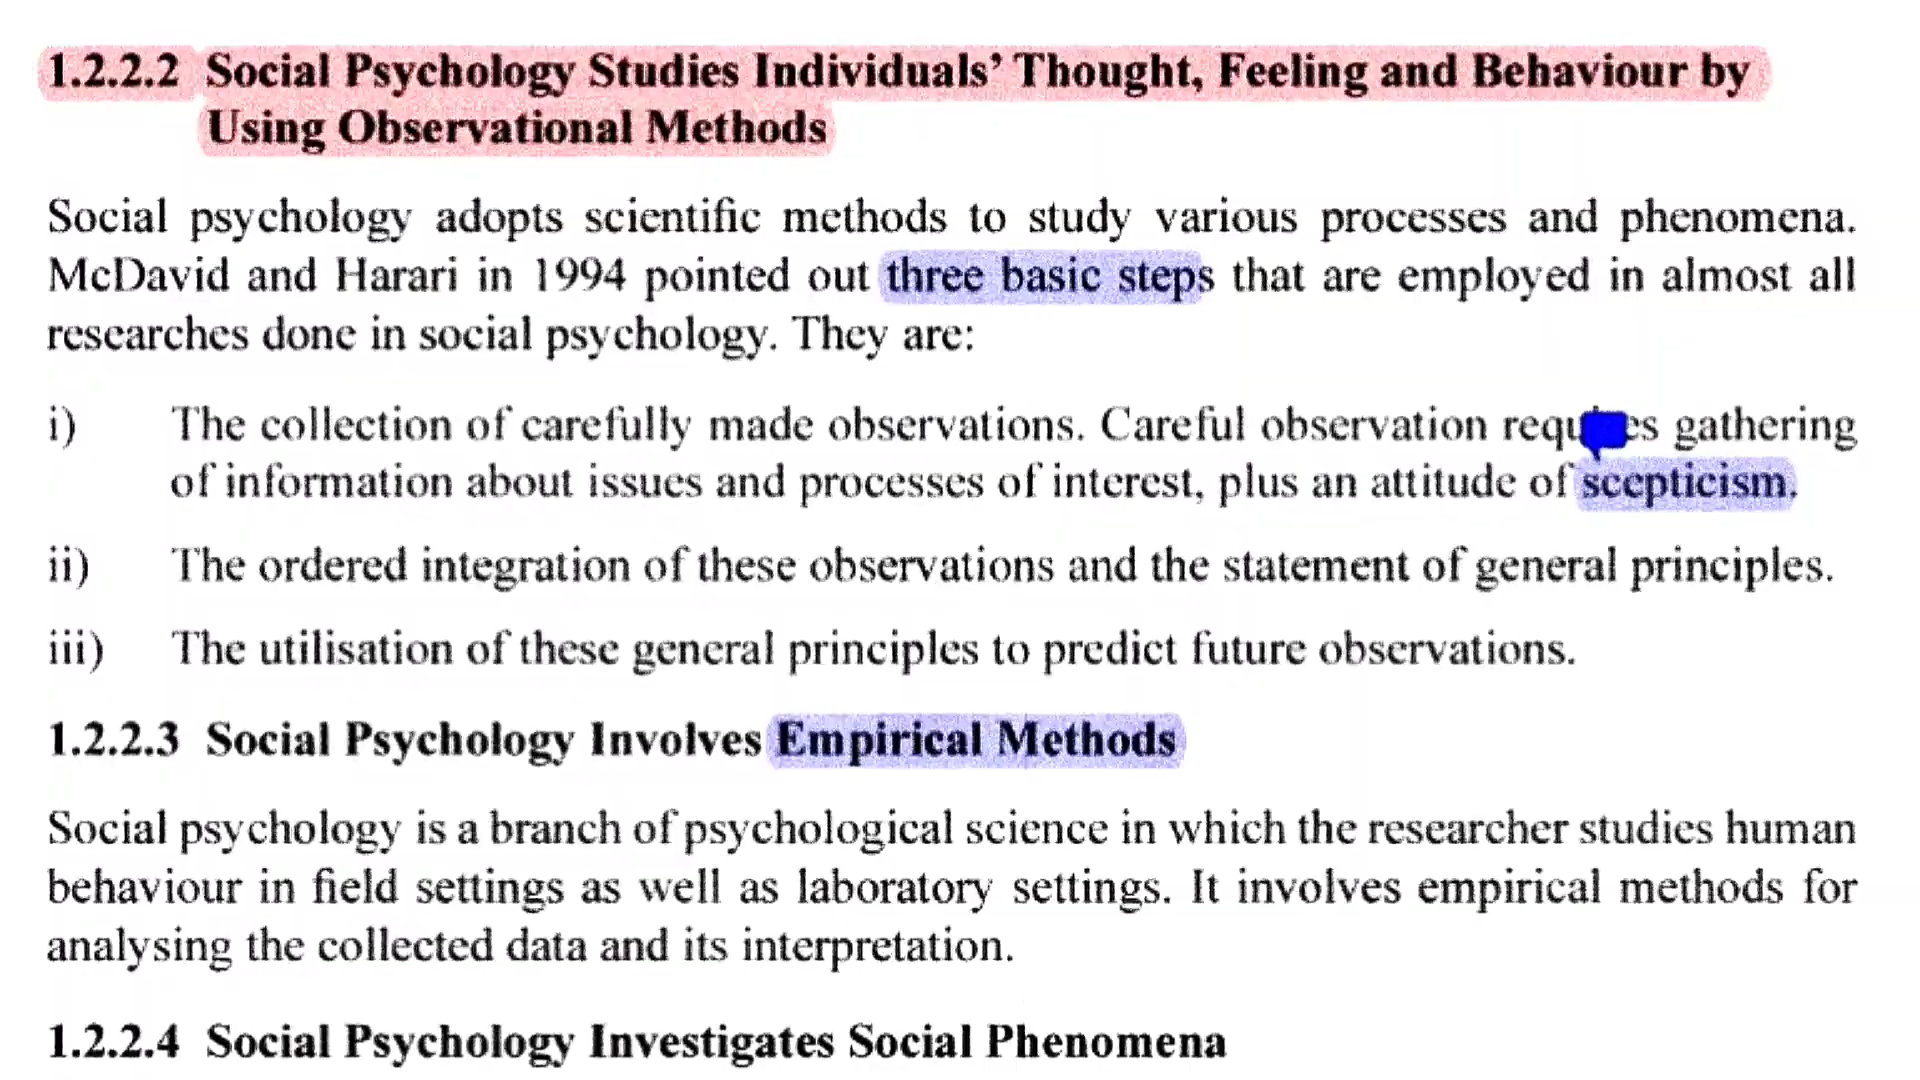 1.2.2.2 Social Psychology Studies Individuals' Thought, Feeling and Behaviour by
Using Observational Methods
Social psychology adopts scientific methods to study various processes and phenomena.
McDavid and Harari in 1994 pointed out three basic steps that are employed in almost all
researches done in social psychology. They are:
i) The collection of carefully made observations. Careful observation requires gathering
of information about issues and processes of interest, plus an attitude of scepticism.
ii) The ordered integration of these observations and the statement of general principles.
iii) The utilisation of these general principles to predict future observations.
1.2.2.3 Social Psychology Involves Empirical Methods
Social psychology is a branch of psychological science in which the researcher studies human
behaviour in field settings as well as laboratory settings. It involves empirical methods for
analysing the collected data and its interpretation.
1.2.2.4 Social Psychology Investigates Social Phenomena